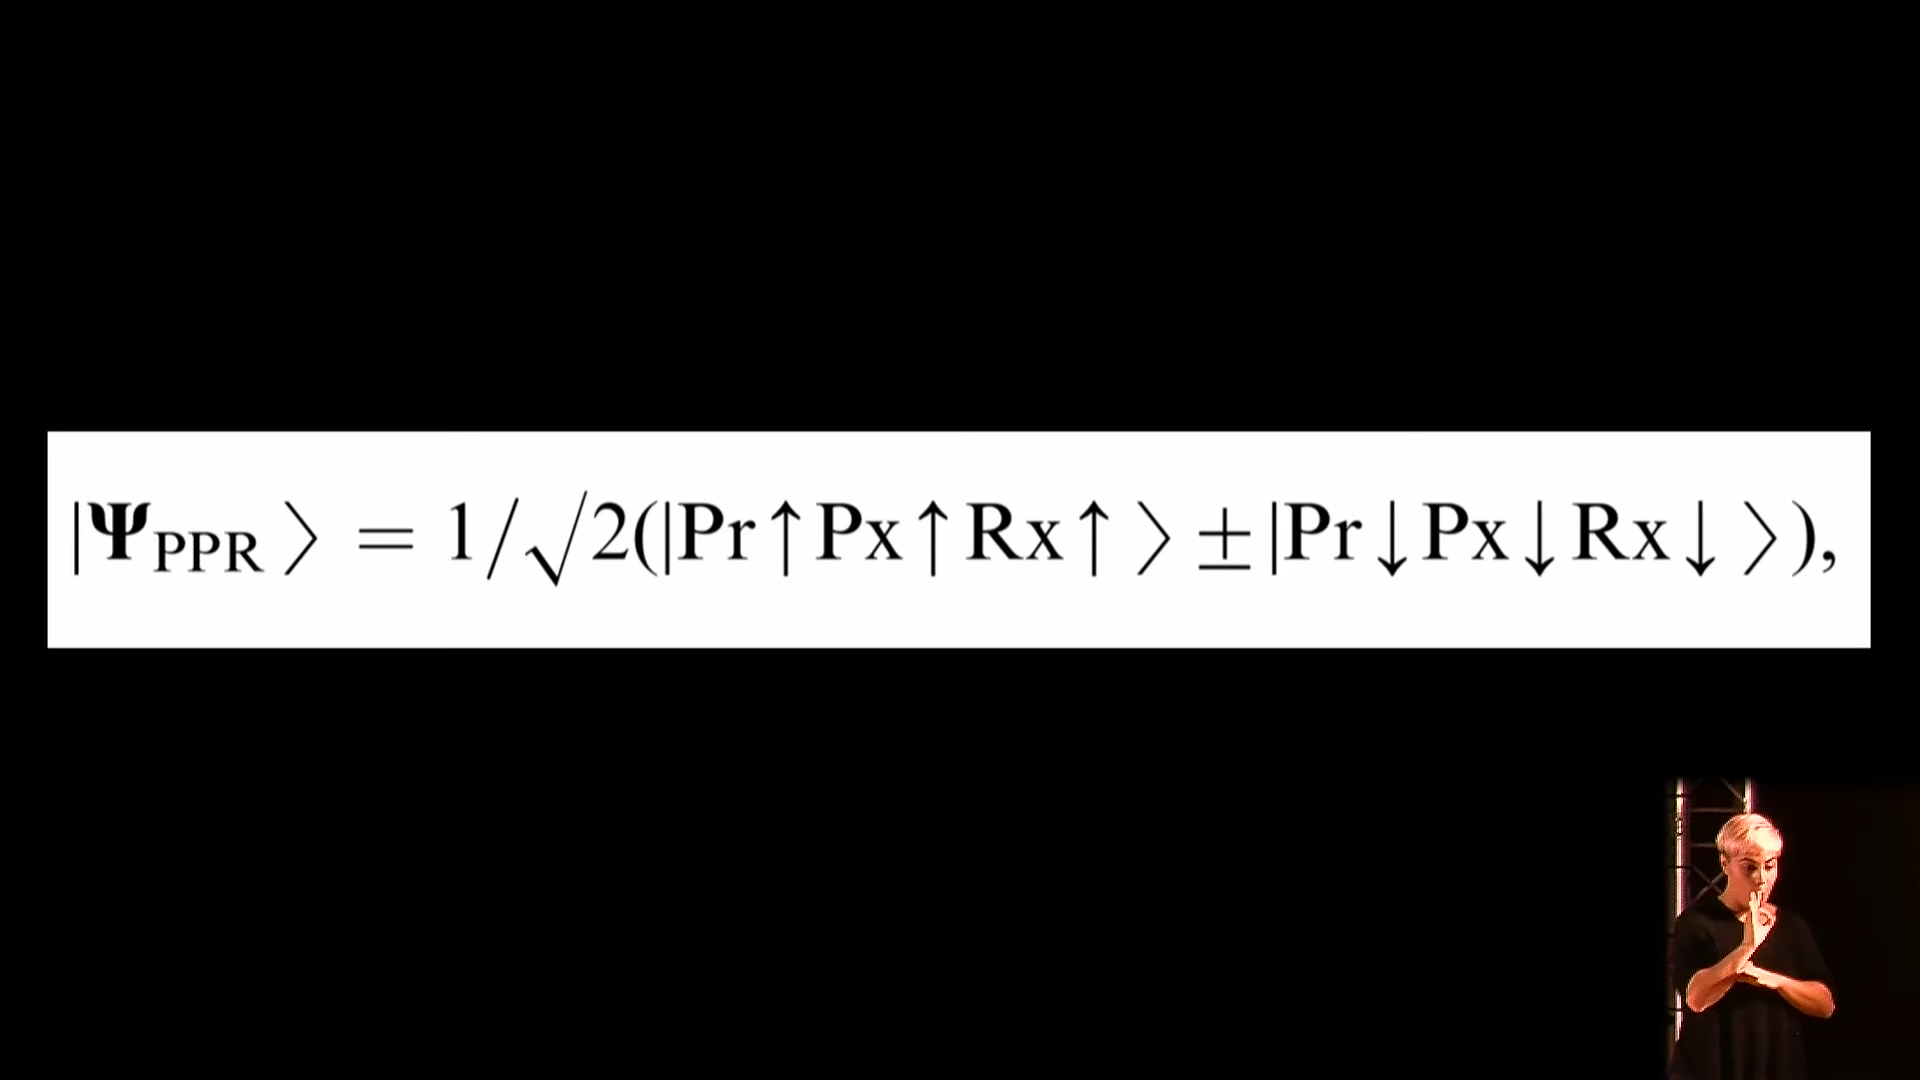 |Ψ_PPR 〉 = 1/√2(|Pr↑Px↑Rx↑ 〉±|Pr↓Px↓Rx↓ 〉),